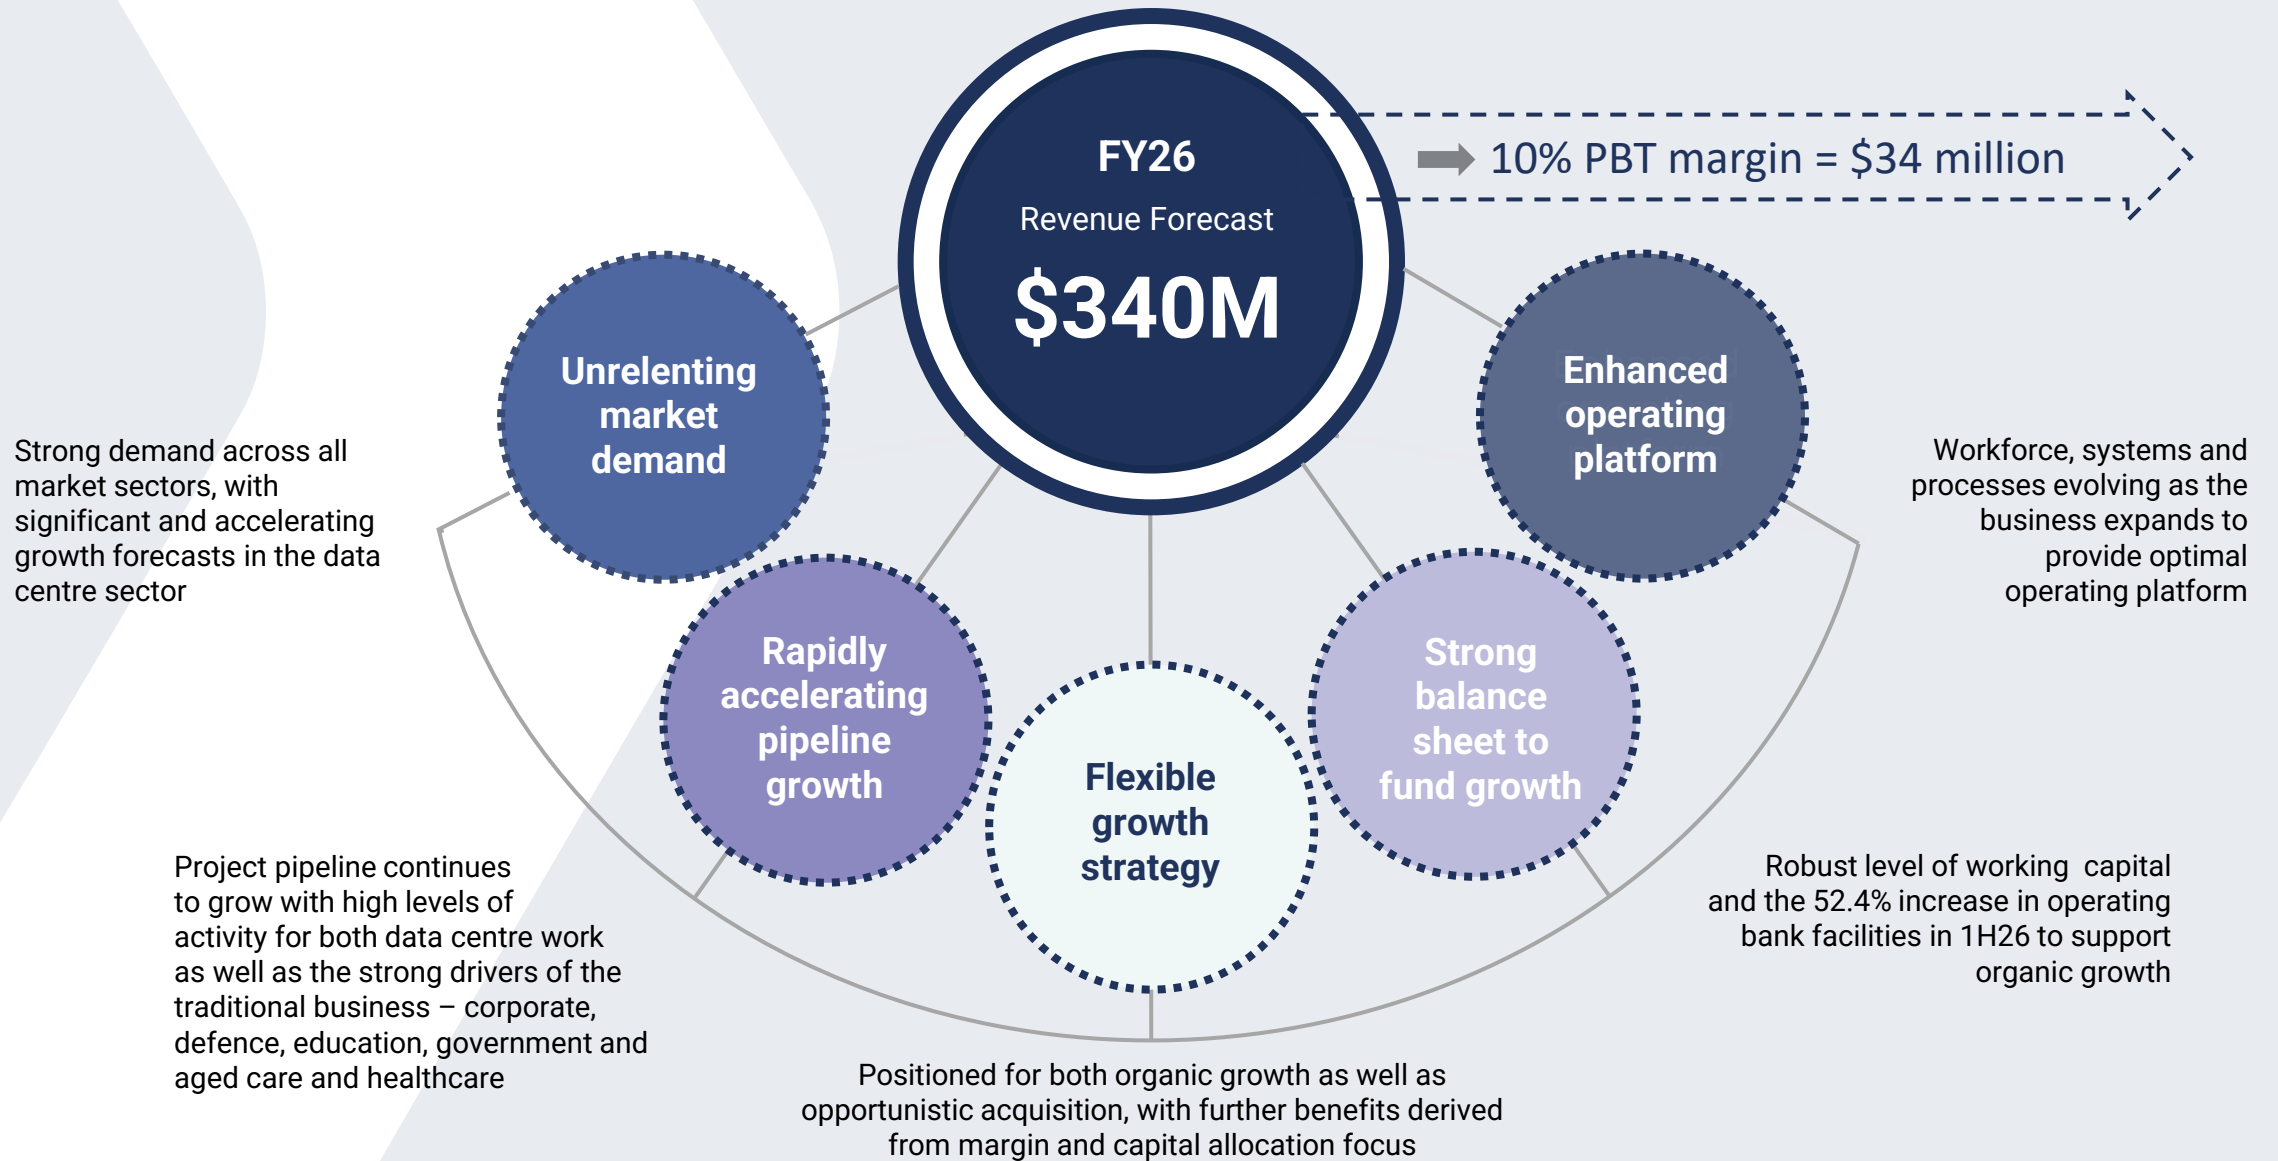 FY26
Revenue Forecast
$340M
10% PBT margin = $34 million
Unrelenting
market
demand
Strong demand across all
market sectors, with
significant and accelerating
growth forecasts in the data
centre sector
Rapidly
accelerating
pipeline
growth
Project pipeline continues
to grow with high levels of
activity for both data centre work
as well as the strong drivers of the
traditional business – corporate,
defence, education, government and
aged care and healthcare
Flexible
growth
strategy
Positioned for both organic growth as well as
opportunistic acquisition, with further benefits derived
from margin and capital allocation focus
Strong
balance
sheet to
fund growth
Robust level of working  capital
and the 52.4% increase in operating
bank facilities in 1H26 to support
organic growth
Enhanced
operating
platform
Workforce, systems and
processes evolving as the
business expands to
provide optimal
operating platform